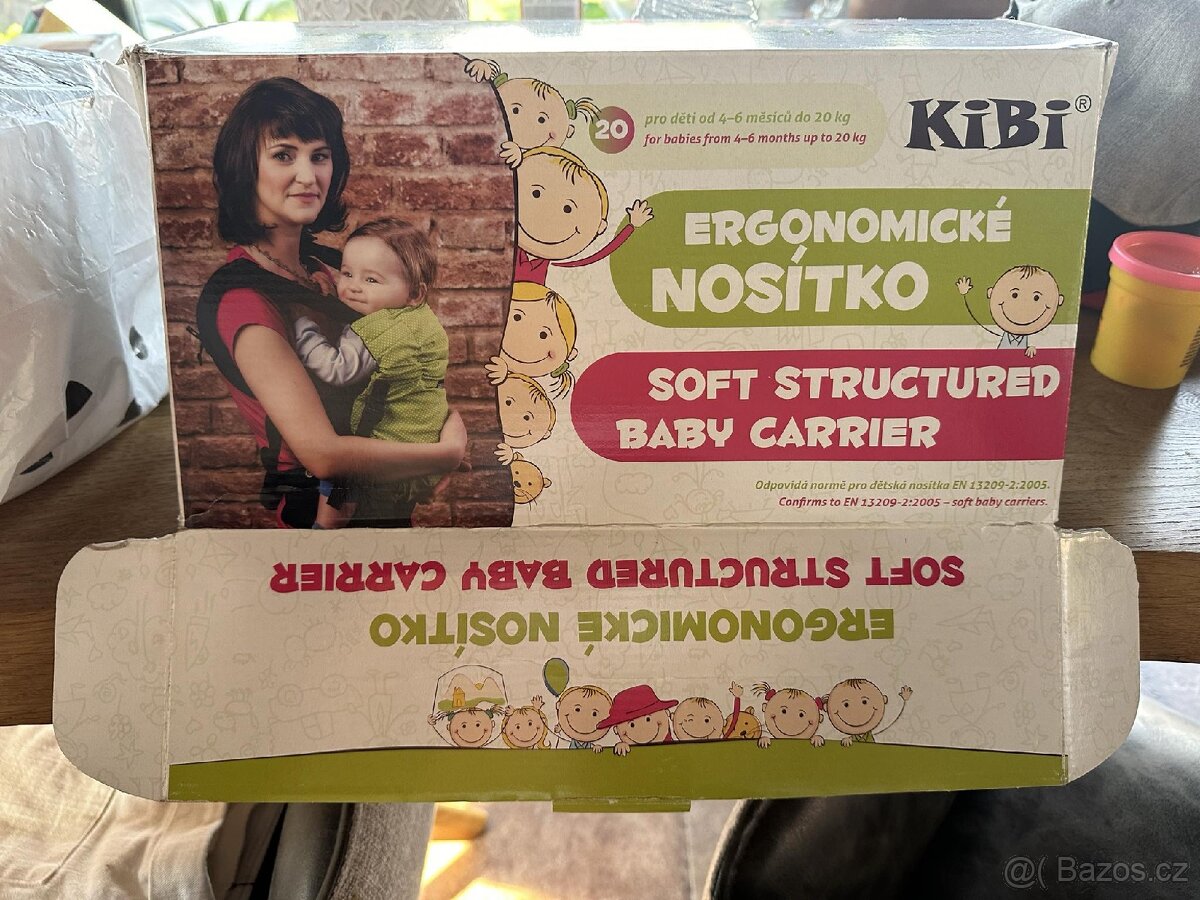 20
pro děti od 4–6 měsíců do 20 kg
for babies from 4–6 months up to 20 kg
KiBi®
ERGONOMICKÉ
NOSÍTKO
SOFT STRUCTURED
BABY CARRIER
Odpovídá normě pro dětská nosítka EN 13209-2:2005.
Confirms to EN 13209-2:2005 – soft baby carriers.
SOFT STRUCTURED BABY CARRIER
ERGONOMICKÉ NOSÍTKO
@( Bazos.cz